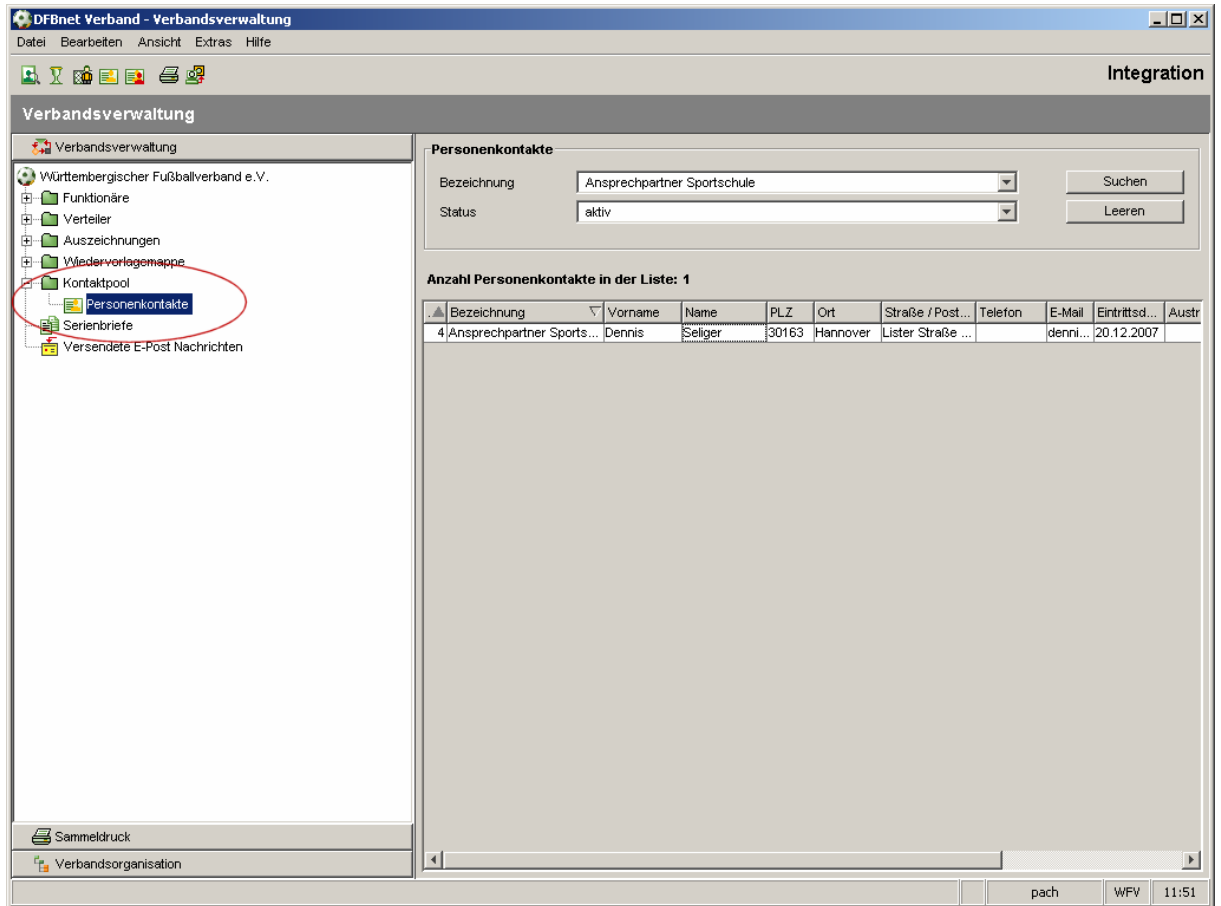 DFBnet Verband - Verbandsverwaltung
Datei Bearbeiten Ansicht Extras Hilfe
Integration
Verbandsverwaltung
Verbandsverwaltung
Württembergischer Fußballverband e.V.
Funktionäre
Verteiler
Auszeichnungen
Wiedervorlagemappe
Kontaktpool
Personenkontakte
Serienbriefe
Versendete E-Post Nachrichten
Sammeldruck
Verbandsorganisation
Personenkontakte
Bezeichnung Ansprechpartner Sportschule Suchen
Status aktiv Leeren
Anzahl Personenkontakte in der Liste: 1
. Bezeichnung Vorname Name PLZ Ort Straße / Post... Telefon E-Mail Eintrittsd... Austr
4 Ansprechpartner Sports... Dennis Seliger 30163 Hannover Lister Straße ... denni... 20.12.2007
pach WFV 11:51